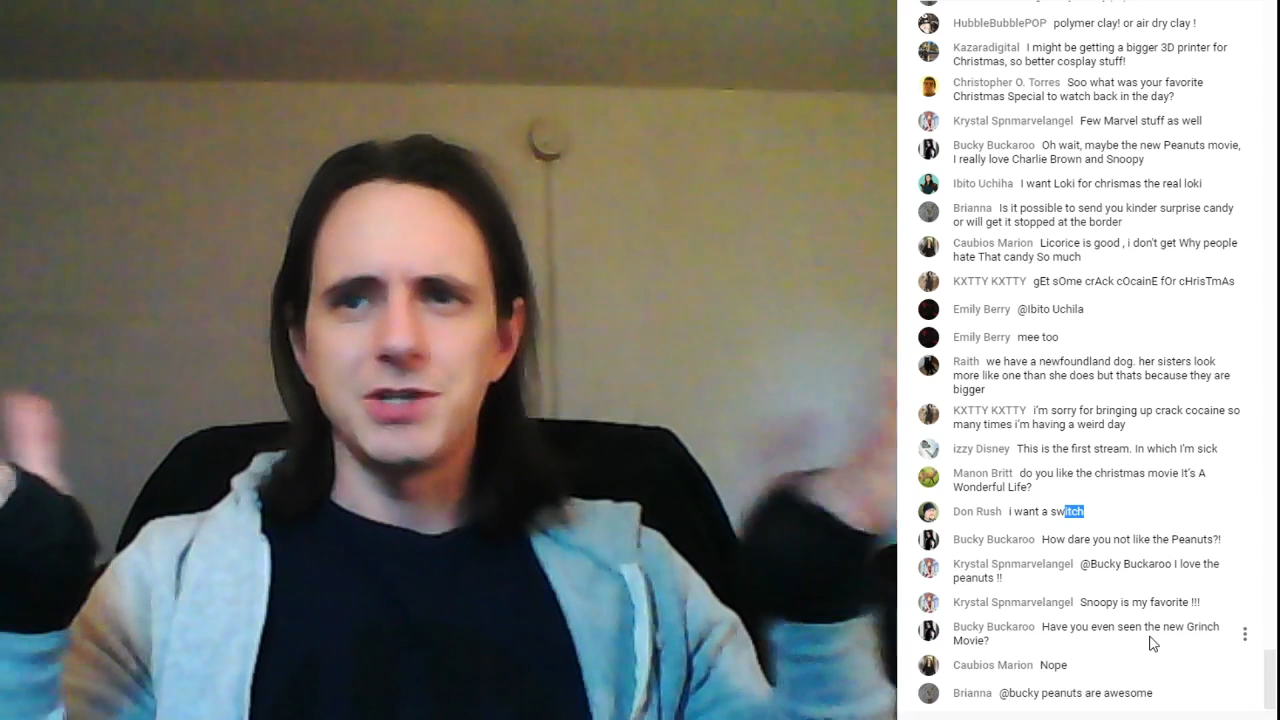 HubbleBubblePOP polymer clay! or air dry clay !
Kazaradigital I might be getting a bigger 3D printer for
Christmas, so better cosplay stuff!
Christopher O. Torres Soo what was your favorite
Christmas Special to watch back in the day?
Krystal Spnmarvelangel Few Marvel stuff as well
Bucky Buckaroo Oh wait, maybe the new Peanuts movie,
I really love Charlie Brown and Snoopy
Ibito Uchiha I want Loki for chrismas the real loki
Brianna Is it possible to send you kinder surprise candy
or will get it stopped at the border
Caubios Marion Licorice is good , i don't get Why people
hate That candy So much
KXTTY KXTTY gEt sOme crAck cOcainE fOr cHrisTmAs
Emily Berry @Ibito Uchila
Emily Berry mee too
Raith we have a newfoundland dog. her sisters look
more like one than she does but thats because they are
bigger
KXTTY KXTTY i'm sorry for bringing up crack cocaine so
many times i'm having a weird day
izzy Disney This is the first stream. In which I'm sick
Manon Britt do you like the christmas movie It's A
Wonderful Life?
Don Rush i want a switch
Bucky Buckaroo How dare you not like the Peanuts?!
Krystal Spnmarvelangel @Bucky Buckaroo I love the
peanuts !!
Krystal Spnmarvelangel Snoopy is my favorite !!!
Bucky Buckaroo Have you even seen the new Grinch
Movie?
Caubios Marion Nope
Brianna @bucky peanuts are awesome